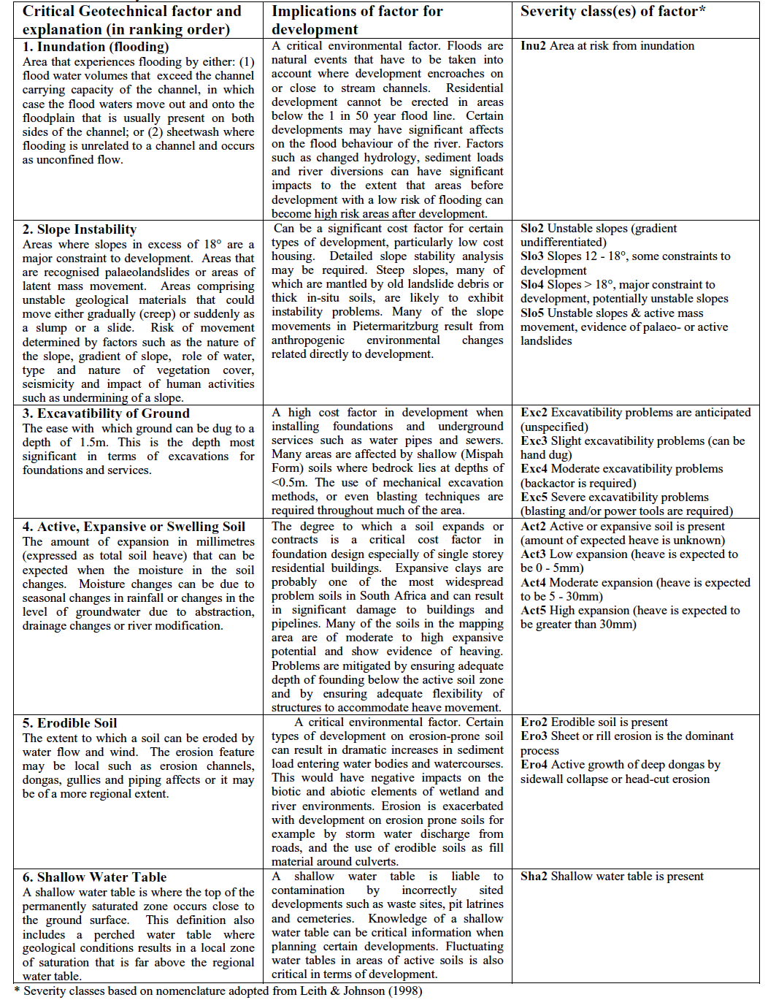 Critical Geotechnical factor and
explanation (in ranking order)
Implications of factor for
development
Severity class(es) of factor*
1. Inundation (flooding)
Area that experiences flooding by either: (1)
flood water volumes that exceed the channel
carrying capacity of the channel, in which
case the flood waters move out and onto the
floodplain that is usually present on both
sides of the channel; or (2) sheetwash where
flooding is unrelated to a channel and occurs
as unconfined flow.
A critical environmental factor. Floods are
natural events that have to be taken into
account where development encroaches on
or close to stream channels. Residential
development cannot be erected in areas
below the 1 in 50 year flood line. Certain
developments may have significant affects
on the flood behaviour of the river. Factors
such as changed hydrology, sediment loads
and river diversions can have significant
impacts to the extent that areas before
development with a low risk of flooding can
become high risk areas after development.
Inu2 Area at risk from inundation
2. Slope Instability
Areas where slopes in excess of 18° are a
major constraint to development. Areas that
are recognised palaeolandslides or areas of
latent mass movement. Areas comprising
unstable geological materials that could
move either gradually (creep) or suddenly as
a slump or a slide. Risk of movement
determined by factors such as the nature of
the slope, gradient of slope, role of water,
type and nature of vegetation cover,
seismicity and impact of human activities
such as undermining of a slope.
Can be a significant cost factor for certain
types of development, particularly low cost
housing. Detailed slope stability analysis
may be required. Steep slopes, many of
which are mantled by old landslide debris or
thick in-situ soils, are likely to exhibit
instability problems. Many of the slope
movements in Pietermaritzburg result from
anthropogenic environmental changes
related directly to development.
Slo2 Unstable slopes (gradient
undifferentiated)
Slo3 Slopes 12 - 18°, some constraints to
development
Slo4 Slopes > 18°, major constraint to
development, potentially unstable slopes
Slo5 Unstable slopes & active mass
movement, evidence of palaeo- or active
landslides
3. Excavatibility of Ground
The ease with which ground can be dug to a
depth of 1.5m. This is the depth most
significant in terms of excavations for
foundations and services.
A high cost factor in development when
installing foundations and underground
services such as water pipes and sewers.
Many areas are affected by shallow (Mispah
Form) soils where bedrock lies at depths of
<0.5m. The use of mechanical excavation
methods, or even blasting techniques are
required throughout much of the area.
Exc2 Excavatibility problems are anticipated
(unspecified)
Exc3 Slight excavatibility problems (can be
hand dug)
Exc4 Moderate excavatibility problems
(backactor is required)
Exc5 Severe excavatibility problems
(blasting and/or power tools are required)
4. Active, Expansive or Swelling Soil
The amount of expansion in millimetres
(expressed as total soil heave) that can be
expected when the moisture in the soil
changes. Moisture changes can be due to
seasonal changes in rainfall or changes in the
level of groundwater due to abstraction,
drainage changes or river modification.
The degree to which a soil expands or
contracts is a critical cost factor in
foundation design especially of single storey
residential buildings. Expansive clays are
probably one of the most widespread
problem soils in South Africa and can result
in significant damage to buildings and
pipelines. Many of the soils in the mapping
area are of moderate to high expansive
potential and show evidence of heaving.
Problems are mitigated by ensuring adequate
depth of founding below the active soil zone
and by ensuring adequate flexibility of
structures to accommodate heave movement.
Act2 Active or expansive soil is present
(amount of expected heave is unknown)
Act3 Low expansion (heave is expected to
be 0 - 5mm)
Act4 Moderate expansion (heave is expected
to be 5 - 30mm)
Act5 High expansion (heave is expected to
be greater than 30mm)
5. Erodible Soil
The extent to which a soil can be eroded by
water flow and wind. The erosion feature
may be local such as erosion channels,
dongas, gullies and piping affects or it may
be of a more regional extent.
A critical environmental factor. Certain
types of development on erosion-prone soil
can result in dramatic increases in sediment
load entering water bodies and watercourses.
This would have negative impacts on the
biotic and abiotic elements of wetland and
river environments. Erosion is exacerbated
with development on erosion prone soils for
example by storm water discharge from
roads, and the use of erodible soils as fill
material around culverts.
Ero2 Erodible soil is present
Ero3 Sheet or rill erosion is the dominant
process
Ero4 Active growth of deep dongas by
sidewall collapse or head-cut erosion
6. Shallow Water Table
A shallow water table is where the top of the
permanently saturated zone occurs close to
the ground surface. This definition also
includes a perched water table where
geological conditions results in a local zone
of saturation that is far above the regional
water table.
A shallow water table is liable to
contamination by incorrectly sited
developments such as waste sites, pit latrines
and cemeteries. Knowledge of a shallow
water table can be critical information when
planning certain developments. Fluctuating
water tables in areas of active soils is also
critical in terms of development.
Sha2 Shallow water table is present
* Severity classes based on nomenclature adopted from Leith & Johnson (1998)